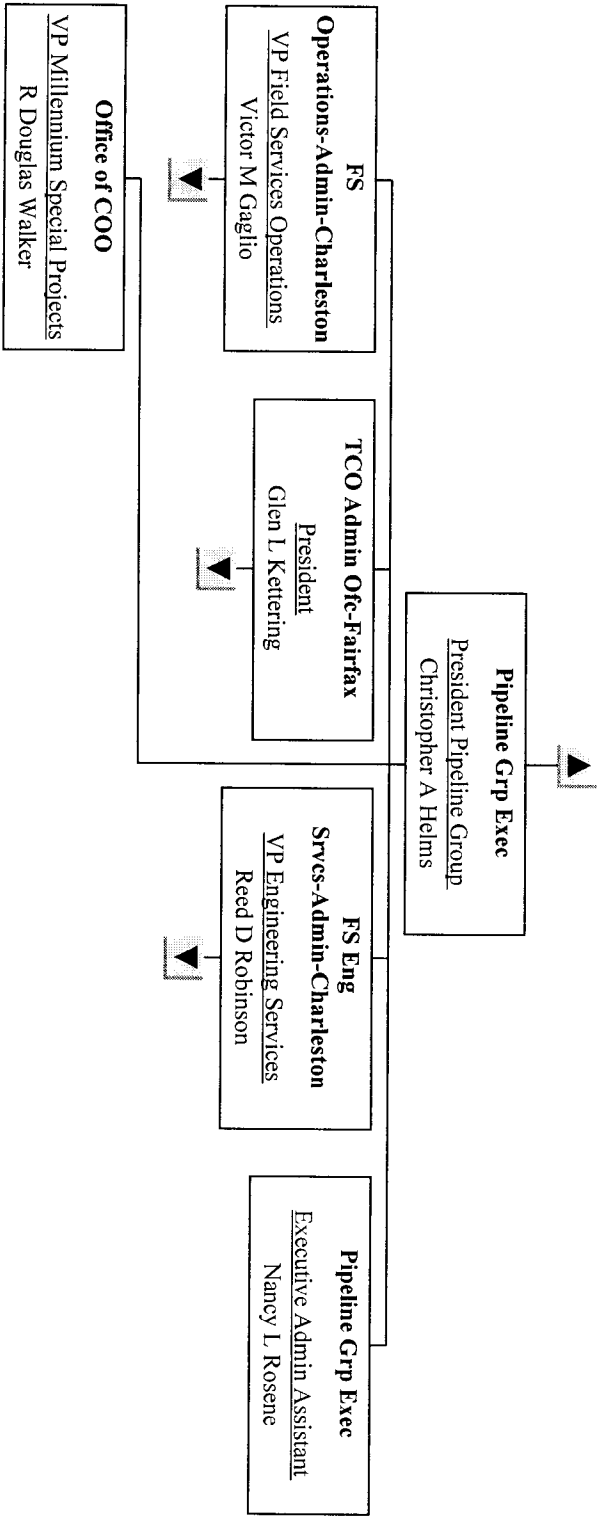 Pipeline Grp Exec
President Pipeline Group
Christopher A Helms
FS
Operations-Admin-Charleston
VP Field Services Operations
Victor M Gaglio
TCO Admin Ofc-Fairfax
President
Glen L Kettering
FS Eng
Srvcs-Admin-Charleston
VP Engineering Services
Reed D Robinson
Pipeline Grp Exec
Executive Admin Assistant
Nancy L Rosene
Office of COO
VP Millennium Special Projects
R Douglas Walker